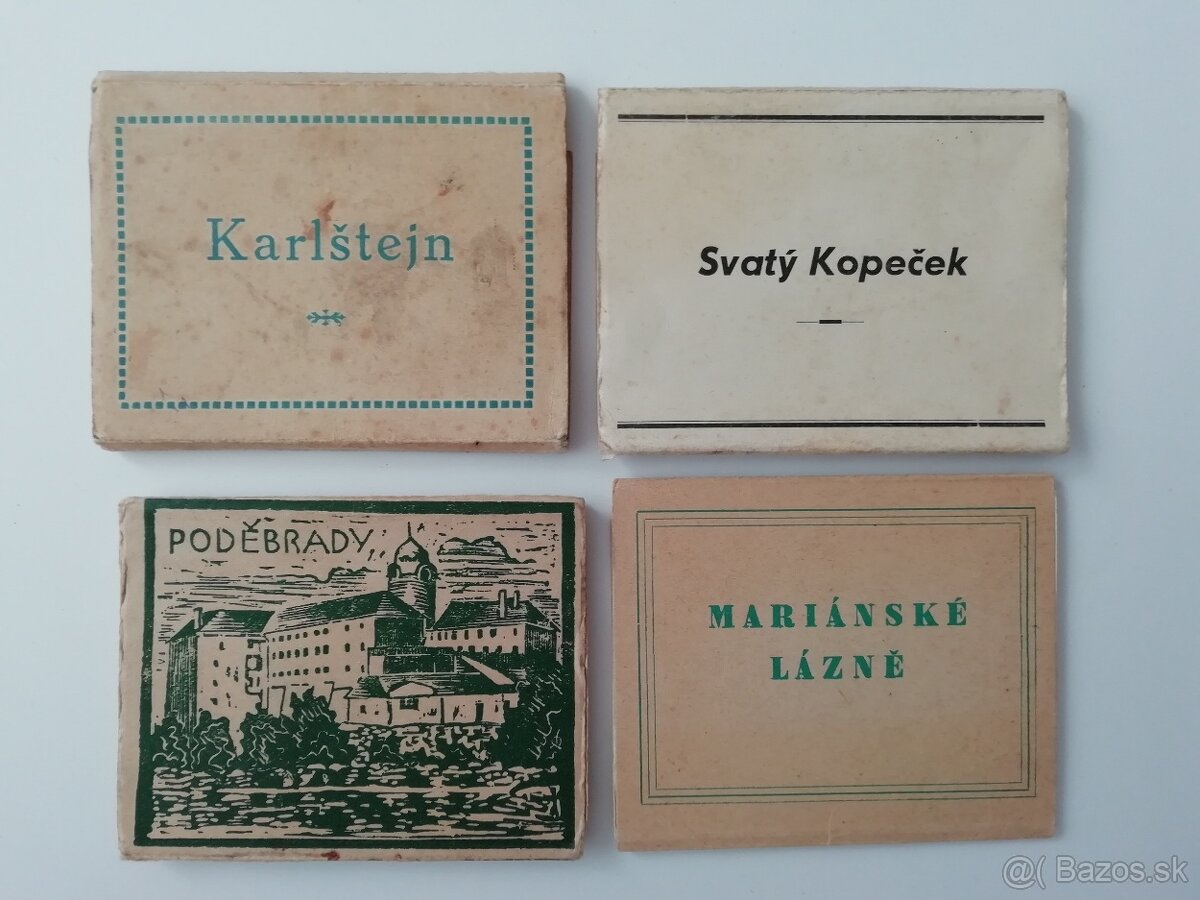 Karlštejn
Svatý Kopeček
PODĚBRADY
MARIÁNSKÉ
LÁZNĚ
@( Bazos.sk